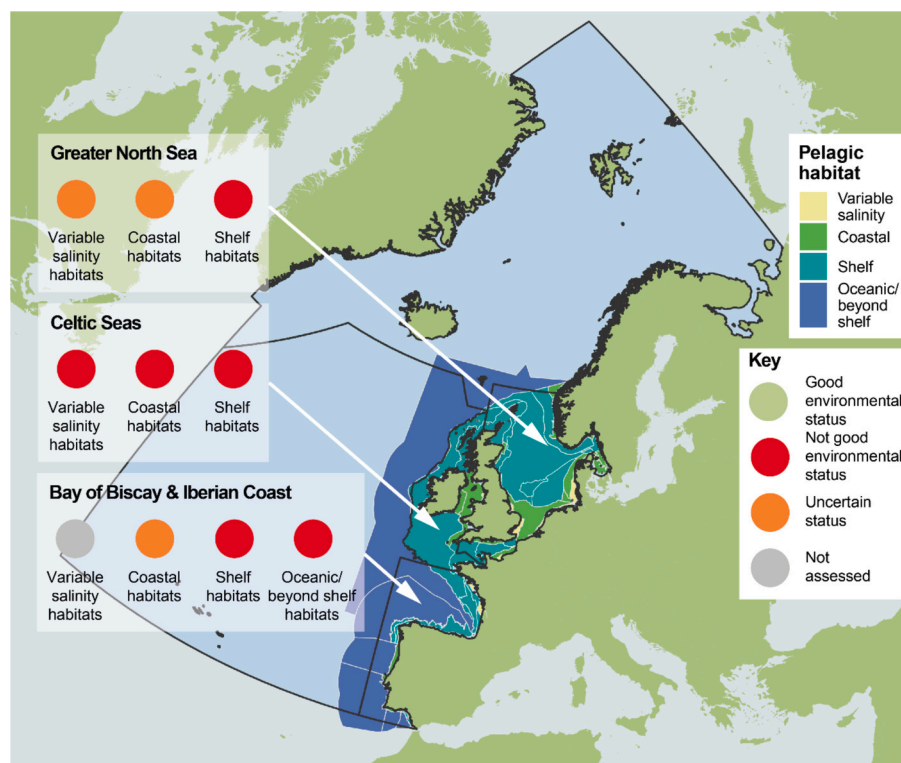 Greater North Sea
Variable
salinity
habitats
Coastal
habitats
Shelf
habitats
Celtic Seas
Variable
salinity
habitats
Coastal
habitats
Shelf
habitats
Bay of Biscay & Iberian Coast
Variable
salinity
habitats
Coastal
habitats
Shelf
habitats
Oceanic/
beyond shelf
habitats
Pelagic
habitat
Variable
salinity
Coastal
Shelf
Oceanic/
beyond
shelf
Key
Good
environmental
status
Not good
environmental
status
Uncertain
status
Not
assessed